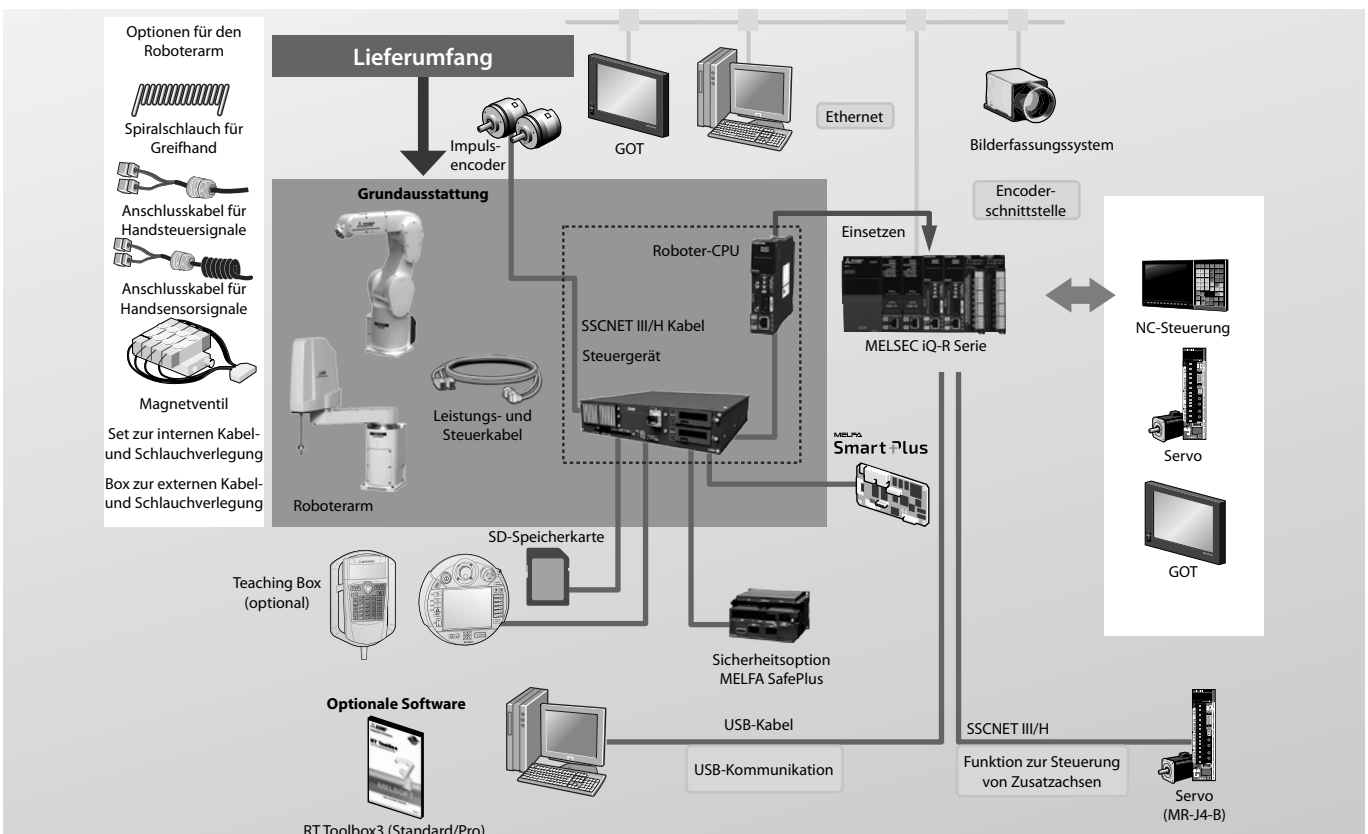 Optionen für den
Roboterarm
Spiralschlauch für
Greifhand
Anschlusskabel für
Handsteuersignale
Anschlusskabel für
Handsensorsignale
Magnetventil
Set zur internen Kabel-
und Schlauchverlegung
Box zur externen Kabel-
und Schlauchverlegung
Lieferumfang
Impuls-
encoder
GOT
Ethernet
Bilderfassungssystem
Encoder-
schnittstelle
Grundausstattung
Roboter-CPU
Einsetzen
SSCNET III/H Kabel
Steuergerät
MELSEC iQ-R Serie
Leistungs- und
Steuerkabel
Roboterarm
MELFA
Smart Plus
NC-Steuerung
Servo
GOT
SD-Speicherkarte
Teaching Box
(optional)
Sicherheitsoption
MELFA SafePlus
Optionale Software
RT Toolbox
MELSOFT
RT Toolbox3 (Standard/Pro)
USB-Kabel
USB-Kommunikation
SSCNET III/H
Funktion zur Steuerung
von Zusatzachsen
Servo
(MR-J4-B)